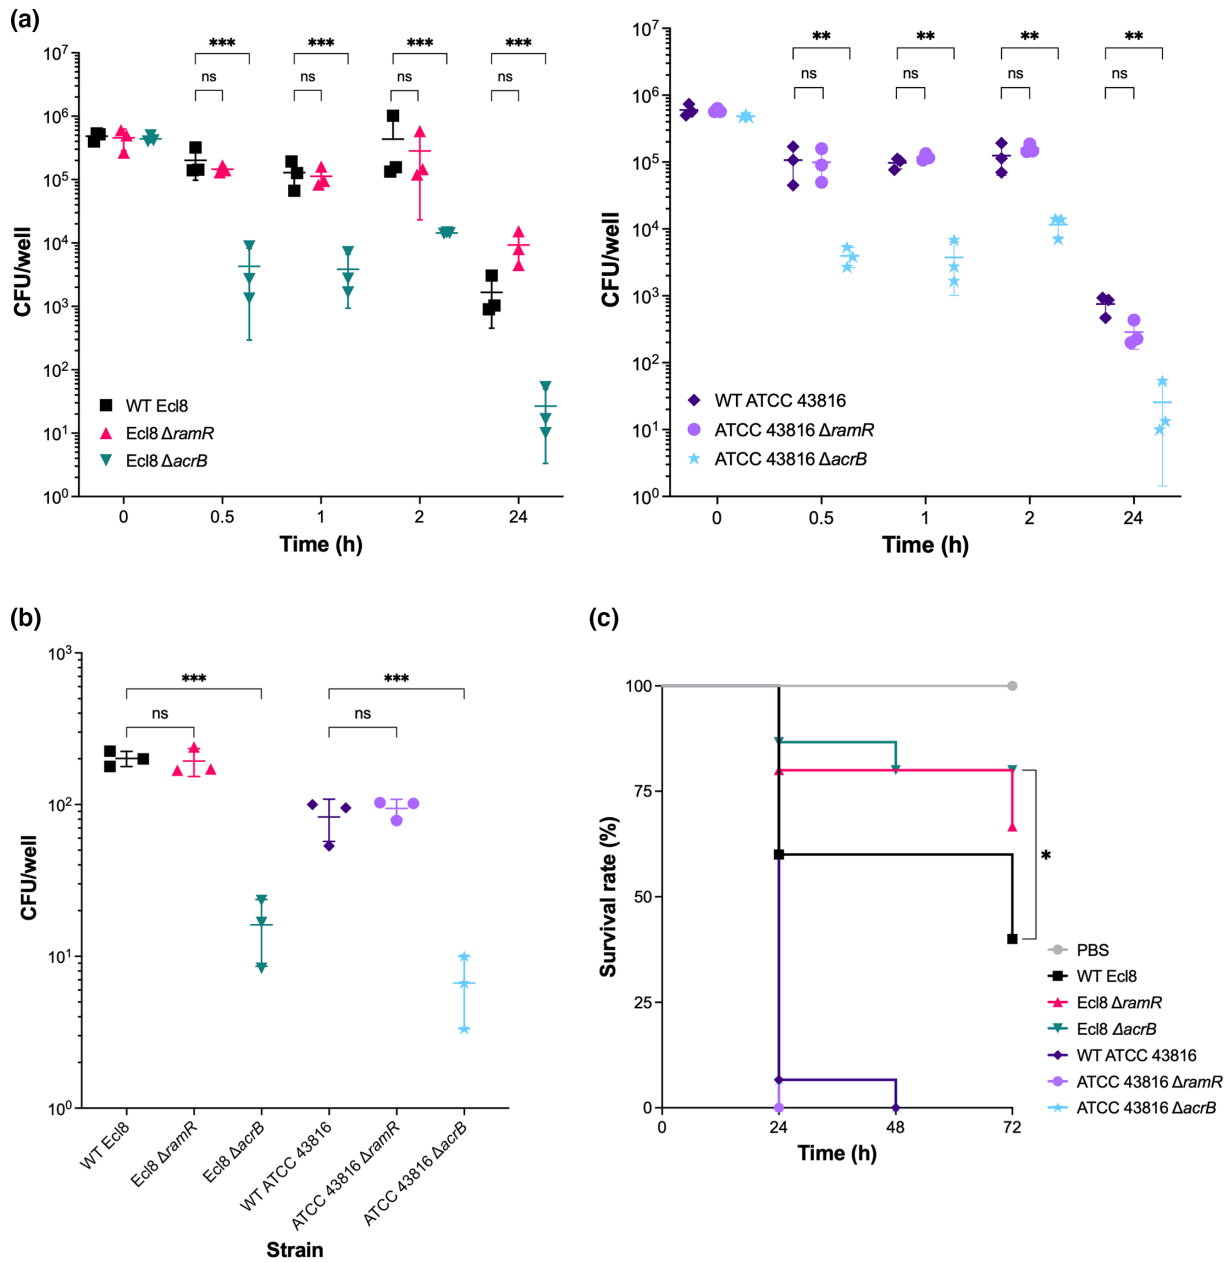 (a)
*** *** *** ***
ns ns ns ns
CFU/well
10⁷
10⁶
10⁵
10⁴
10³
10²
10¹
10⁰
WT Ecl8
Ecl8 ΔramR
Ecl8 ΔacrB
0 0.5 1 2 24
Time (h)
** ** ** **
ns ns ns ns
CFU/well
10⁷
10⁶
10⁵
10⁴
10³
10²
10¹
10⁰
WT ATCC 43816
ATCC 43816 ΔramR
ATCC 43816 ΔacrB
0 0.5 1 2 24
Time (h)
(b)
*** ***
ns ns
CFU/well
10³
10²
10¹
10⁰
WT Ecl8
Ecl8 ΔramR
Ecl8 ΔacrB
WT ATCC 43816
ATCC 43816 ΔramR
ATCC 43816 ΔacrB
Strain
(c)
Survival rate (%)
100
75
50
25
0
*
PBS
WT Ecl8
Ecl8 ΔramR
Ecl8 ΔacrB
WT ATCC 43816
ATCC 43816 ΔramR
ATCC 43816 ΔacrB
0 24 48 72
Time (h)